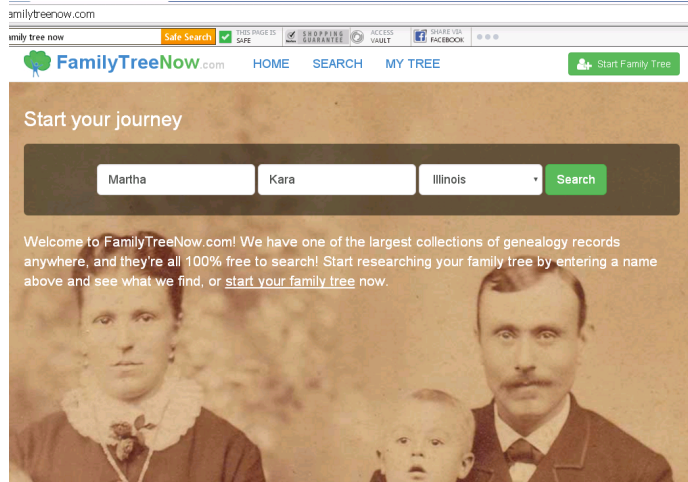 amilytreenow.com
amily tree now Safe Search THIS PAGE IS SAFE SHOPPING GUARANTEE ACCESS VAULT SHARE VIA FACEBOOK
FamilyTreeNow.com HOME SEARCH MY TREE Start Family Tree
Start your journey
Martha Kara Illinois Search
Welcome to FamilyTreeNow.com! We have one of the largest collections of genealogy records
anywhere, and they're all 100% free to search! Start researching your family tree by entering a name
above and see what we find, or start your family tree now.